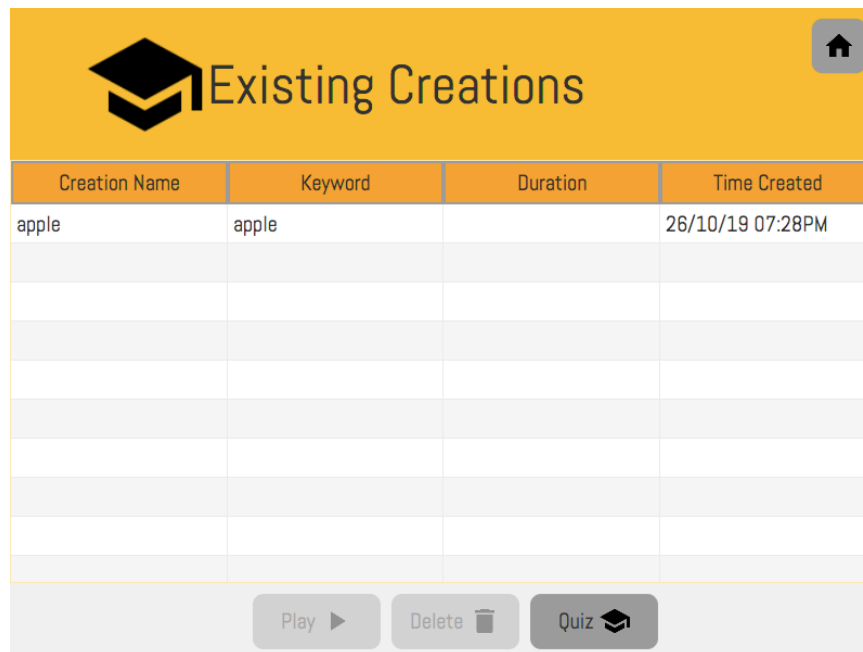 Existing Creations
Creation Name Keyword Duration Time Created
apple apple 26/10/19 07:28PM
Play Delete Quiz